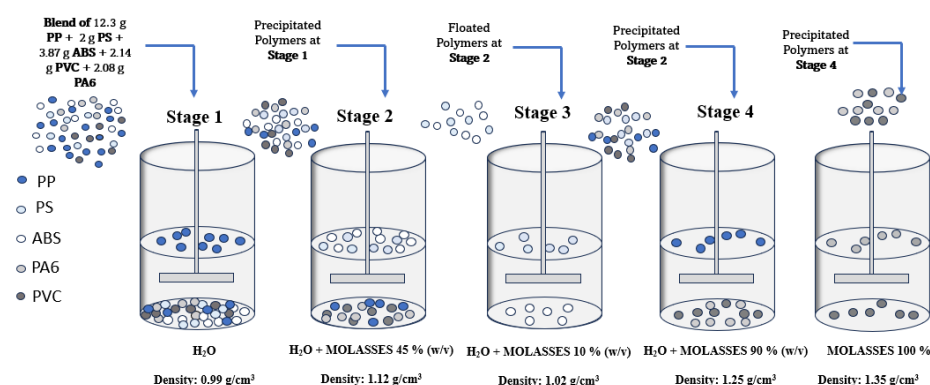 Blend of 12.3 g
PP + 2 g PS +
3.87 g ABS + 2.14
g PVC + 2.08 g
PA6
Precipitated
Polymers at
Stage 1
Floated
Polymers at
Stage 2
Precipitated
Polymers at
Stage 2
Precipitated
Polymers at
Stage 4
Stage 1
Stage 2
Stage 3
Stage 4
PP
PS
ABS
PA6
PVC
H₂O
H₂O + MOLASSES 45 % (w/v)
H₂O + MOLASSES 10 % (w/v)
H₂O + MOLASSES 90 % (w/v)
MOLASSES 100 %
Density: 0.99 g/cm³
Density: 1.12 g/cm³
Density: 1.02 g/cm³
Density: 1.25 g/cm³
Density: 1.35 g/cm³